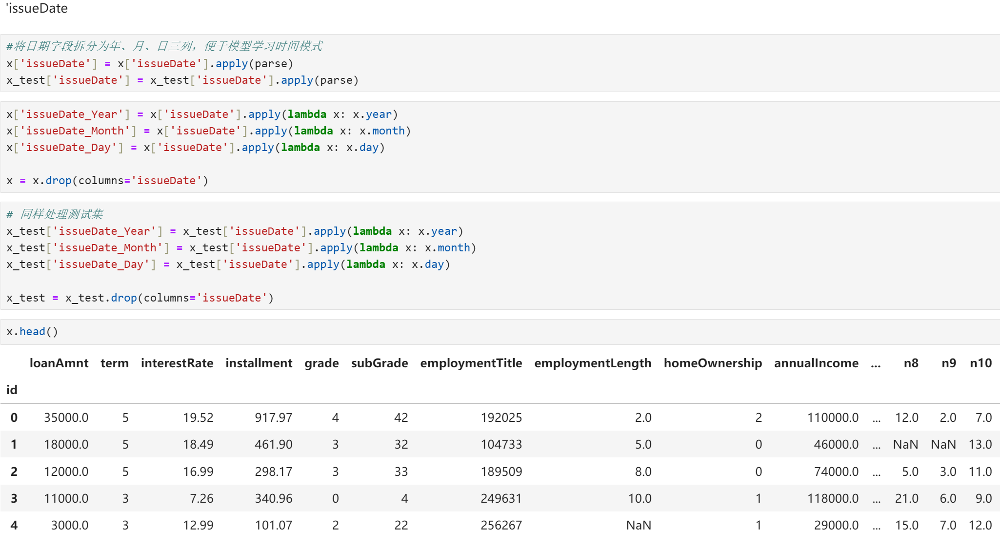 'issueDate
#将日期字段拆分为年、月、日三列，便于模型学习时间模式
x['issueDate'] = x['issueDate'].apply(parse)
x_test['issueDate'] = x_test['issueDate'].apply(parse)
x['issueDate_Year'] = x['issueDate'].apply(lambda x: x.year)
x['issueDate_Month'] = x['issueDate'].apply(lambda x: x.month)
x['issueDate_Day'] = x['issueDate'].apply(lambda x: x.day)
x = x.drop(columns='issueDate')
# 同样处理测试集
x_test['issueDate_Year'] = x_test['issueDate'].apply(lambda x: x.year)
x_test['issueDate_Month'] = x_test['issueDate'].apply(lambda x: x.month)
x_test['issueDate_Day'] = x_test['issueDate'].apply(lambda x: x.day)
x_test = x_test.drop(columns='issueDate')
x.head()
loanAmnt term interestRate installment grade subGrade employmentTitle employmentLength homeOwnership annualIncome ... n8 n9 n10
id
0 35000.0 5 19.52 917.97 4 42 192025 2.0 2 110000.0 ... 12.0 2.0 7.0
1 18000.0 5 18.49 461.90 3 32 104733 5.0 0 46000.0 ... NaN NaN 13.0
2 12000.0 5 16.99 298.17 3 33 189509 8.0 0 74000.0 ... 5.0 3.0 11.0
3 11000.0 3 7.26 340.96 0 4 249631 10.0 1 118000.0 ... 21.0 6.0 9.0
4 3000.0 3 12.99 101.07 2 22 256267 NaN 1 29000.0 ... 15.0 7.0 12.0